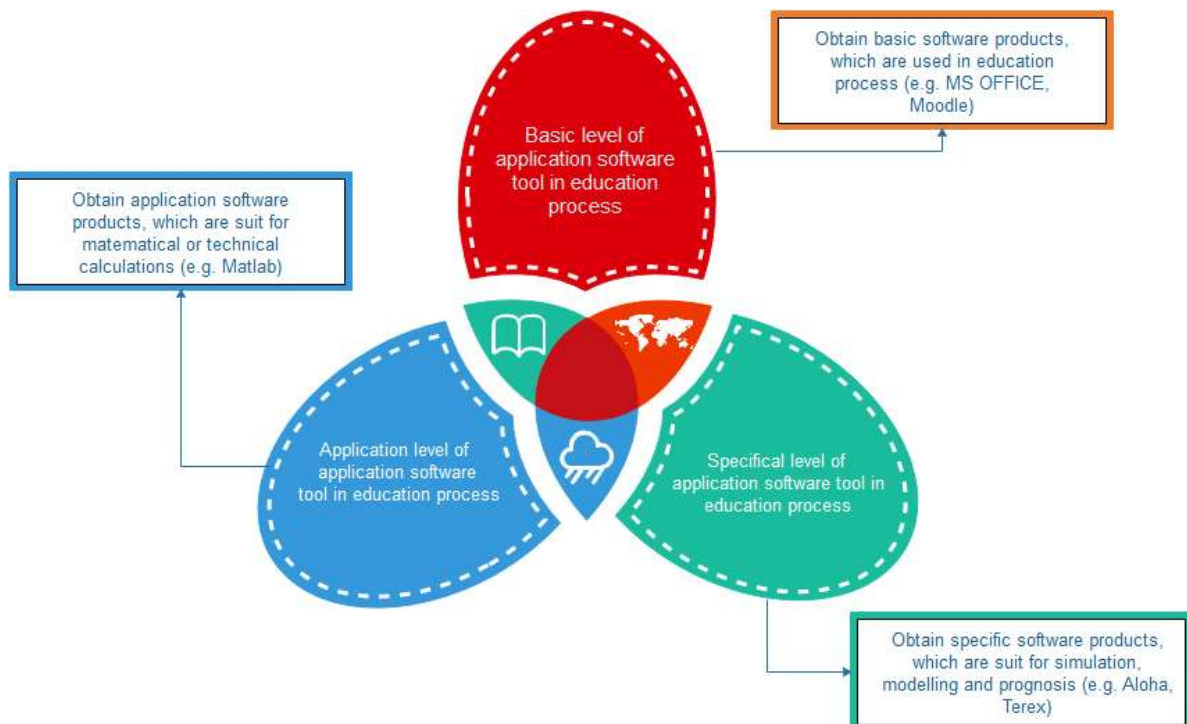 Obtain basic software products,
which are used in education
process (e.g. MS OFFICE,
Moodle)
Basic level of
application software
tool in education
process
Obtain application software
products, which are suit for
matematical or technical
calculations (e.g. Matlab)
Application level of
application software
tool in education process
Specifical level of
application software tool in
education process
Obtain specific software products,
which are suit for simulation,
modelling and prognosis (e.g. Aloha,
Terex)